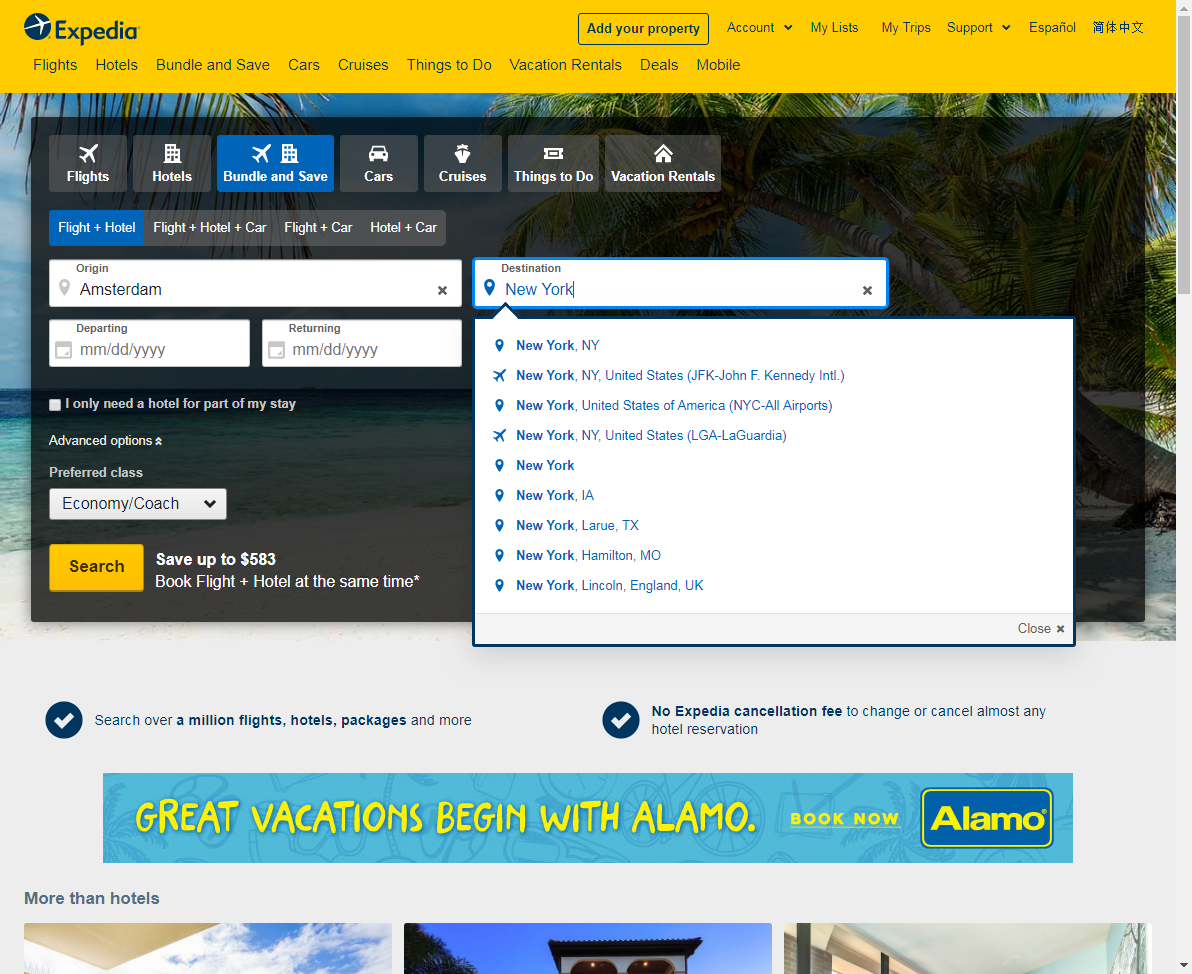 Expedia
Add your property
Account
My Lists
My Trips
Support
Español
简体中文
Flights
Hotels
Bundle and Save
Cars
Cruises
Things to Do
Vacation Rentals
Deals
Mobile
Flights
Hotels
Bundle and Save
Cars
Cruises
Things to Do
Vacation Rentals
Flight + Hotel
Flight + Hotel + Car
Flight + Car
Hotel + Car
Origin
Amsterdam
Destination
New York
Departing
mm/dd/yyyy
Returning
mm/dd/yyyy
New York, NY
New York, NY, United States (JFK-John F. Kennedy Intl.)
New York, United States of America (NYC-All Airports)
New York, NY, United States (LGA-LaGuardia)
New York
New York, IA
New York, Larue, TX
New York, Hamilton, MO
New York, Lincoln, England, UK
Close
I only need a hotel for part of my stay
Advanced options
Preferred class
Economy/Coach
Search
Save up to $583
Book Flight + Hotel at the same time*
Search over a million flights, hotels, packages and more
No Expedia cancellation fee to change or cancel almost any
hotel reservation
GREAT VACATIONS BEGIN WITH ALAMO.
BOOK NOW
Alamo®
More than hotels